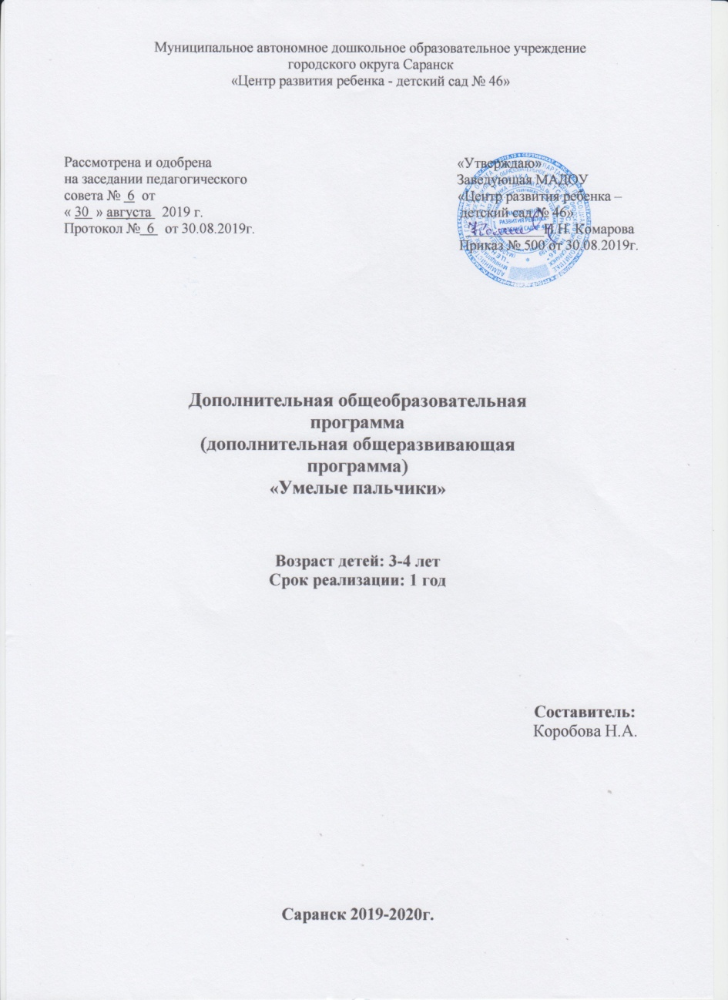 Муниципальное автономное дошкольное образовательное учреждение
городского округа Саранск
«Центр развития ребенка - детский сад № 46»
Рассмотрена и одобрена
на заседании педагогического
совета № 6 от
« 30 » августа 2019 г.
Протокол № 6 от 30.08.2019г.
«Утверждаю»
Заведующая МАДОУ
«Центр развития ребенка –
детский сад № 46»
И.Н. Комарова
Приказ № 500 от 30.08.2019г.
Дополнительная общеобразовательная
программа
(дополнительная общеразвивающая
программа)
«Умелые пальчики»
Возраст детей: 3-4 лет
Срок реализации: 1 год
Составитель:
Коробова Н.А.
Саранск 2019-2020г.